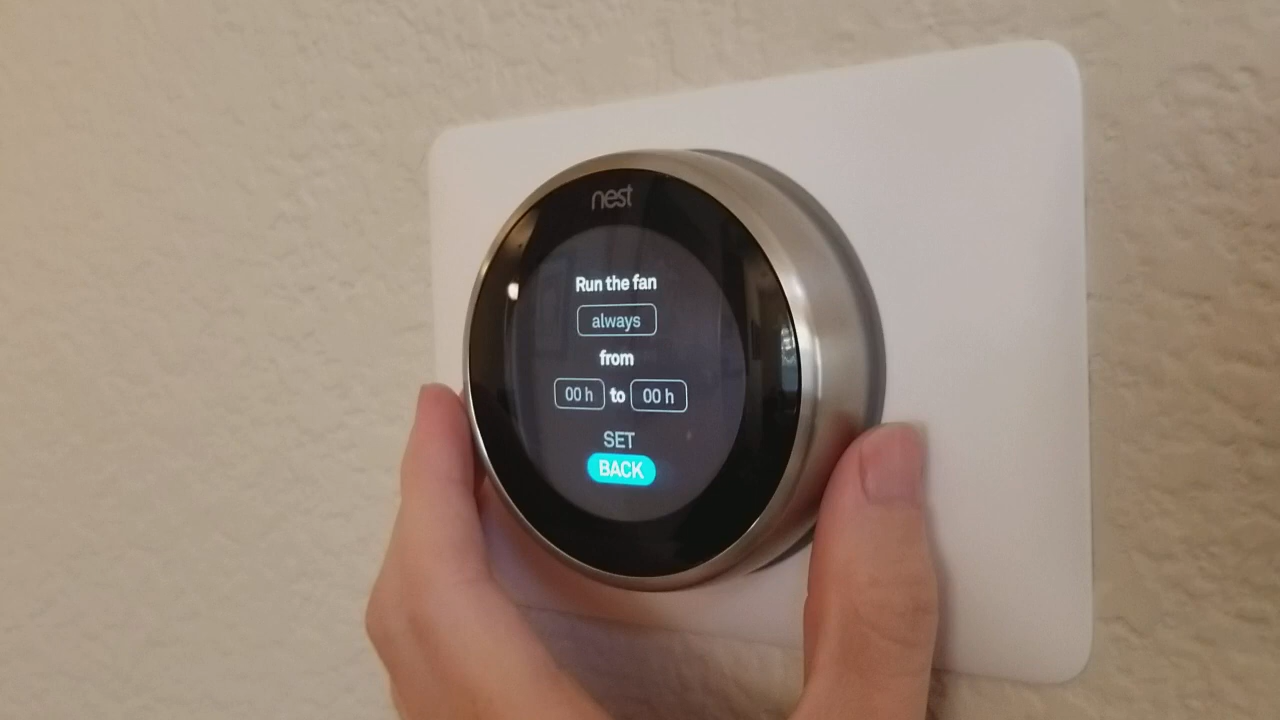 nest
Run the fan
always
from
00 h to 00 h
SET
BACK